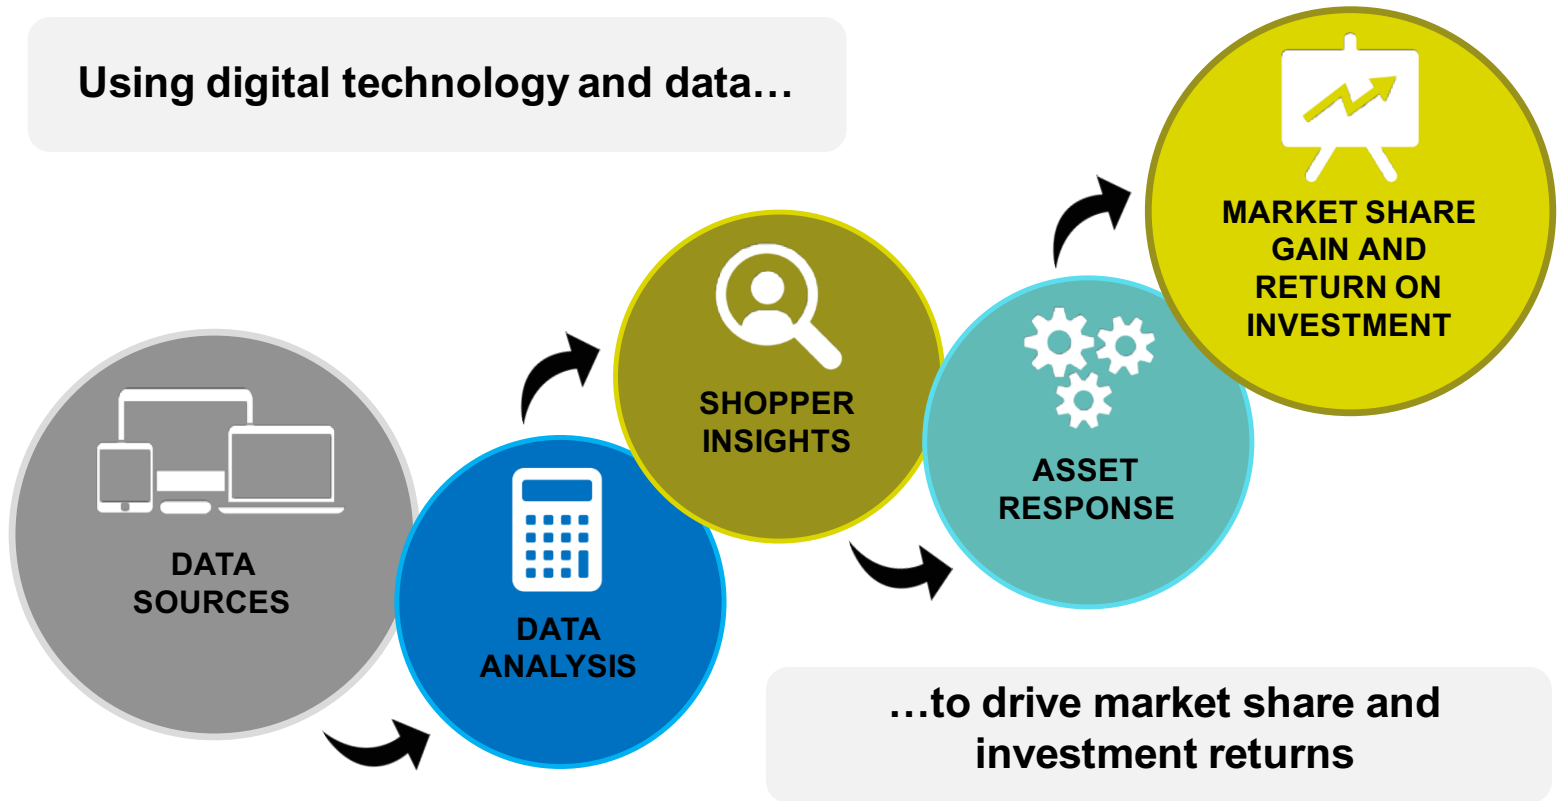 Using digital technology and data…
MARKET SHARE
GAIN AND
RETURN ON
INVESTMENT
SHOPPER
INSIGHTS
ASSET
RESPONSE
DATA
SOURCES
DATA
ANALYSIS
…to drive market share and
investment returns